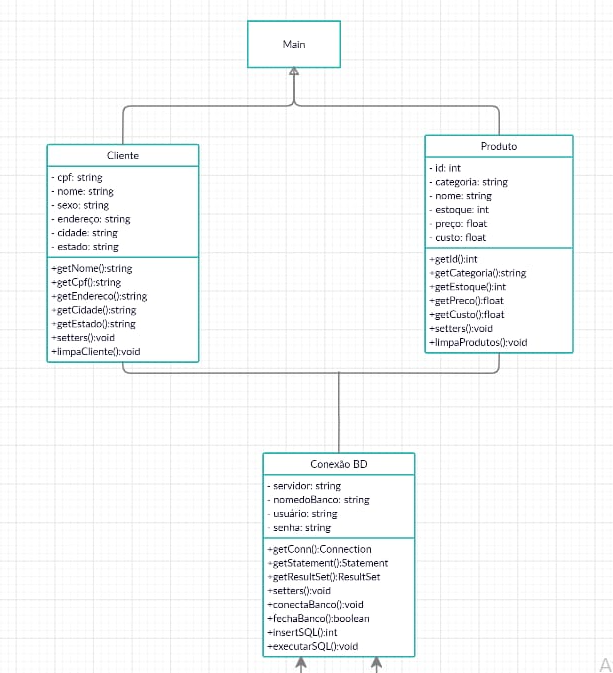 Main
Cliente
- cpf: string
- nome: string
- sexo: string
- endereço: string
- cidade: string
- estado: string
+getNome():string
+getCpf():string
+getEndereco():string
+getCidade():string
+getEstado():string
+setters():void
+limpaCliente():void
Produto
- id: int
- categoria: string
- nome: string
- estoque: int
- preço: float
- custo: float
+getId():int
+getCategoria():string
+getEstoque():int
+getPreco():float
+getCusto():float
+setters():void
+limpaProdutos():void
Conexão BD
- servidor: string
- nomedoBanco: string
- usuário: string
- senha: string
+getConn():Connection
+getStatement():Statement
+getResultSet():ResultSet
+setters():void
+conectaBanco():void
+fechaBanco():boolean
+insertSQL():int
+executarSQL():void